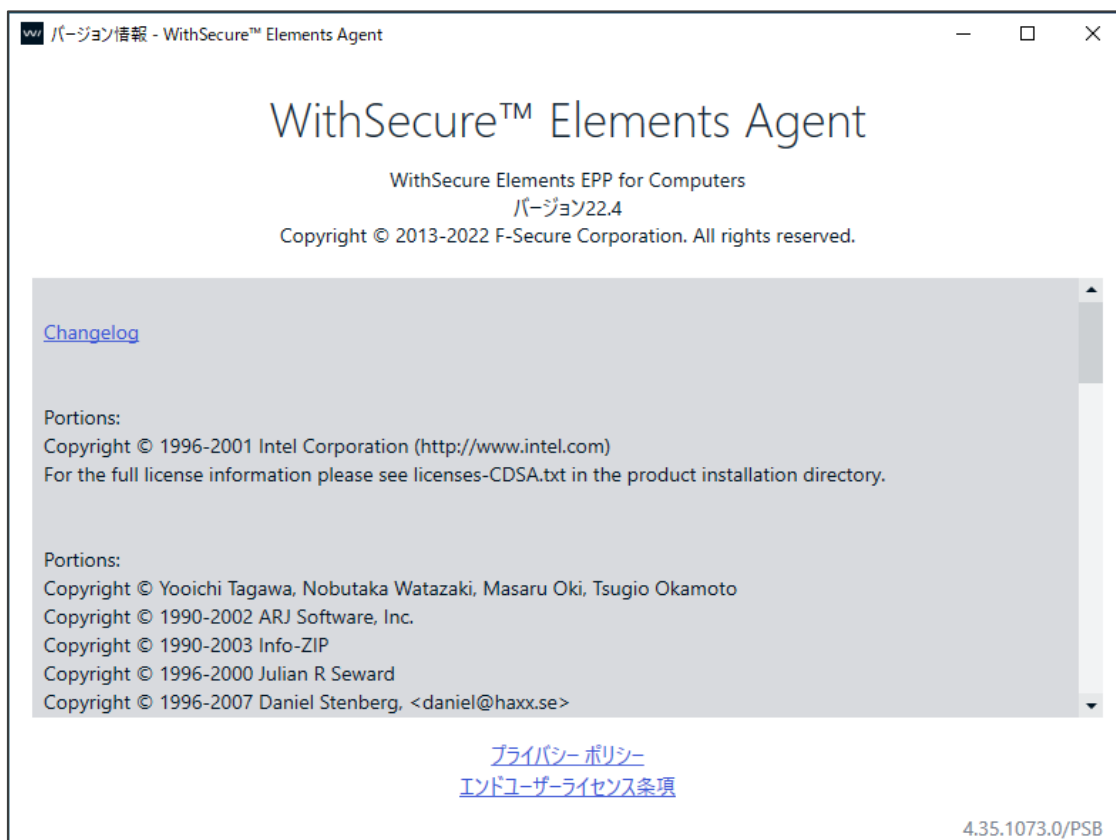 バージョン情報 - WithSecure™ Elements Agent
WithSecure™ Elements Agent
WithSecure Elements EPP for Computers
バージョン22.4
Copyright © 2013-2022 F-Secure Corporation. All rights reserved.
Changelog
Portions:
Copyright © 1996-2001 Intel Corporation (http://www.intel.com)
For the full license information please see licenses-CDSA.txt in the product installation directory.
Portions:
Copyright © Yooichi Tagawa, Nobutaka Watazaki, Masaru Oki, Tsugio Okamoto
Copyright © 1990-2002 ARJ Software, Inc.
Copyright © 1990-2003 Info-ZIP
Copyright © 1996-2000 Julian R Seward
Copyright © 1996-2007 Daniel Stenberg, <daniel@haxx.se>
プライバシー ポリシー
エンドユーザーライセンス条項
4.35.1073.0/PSB